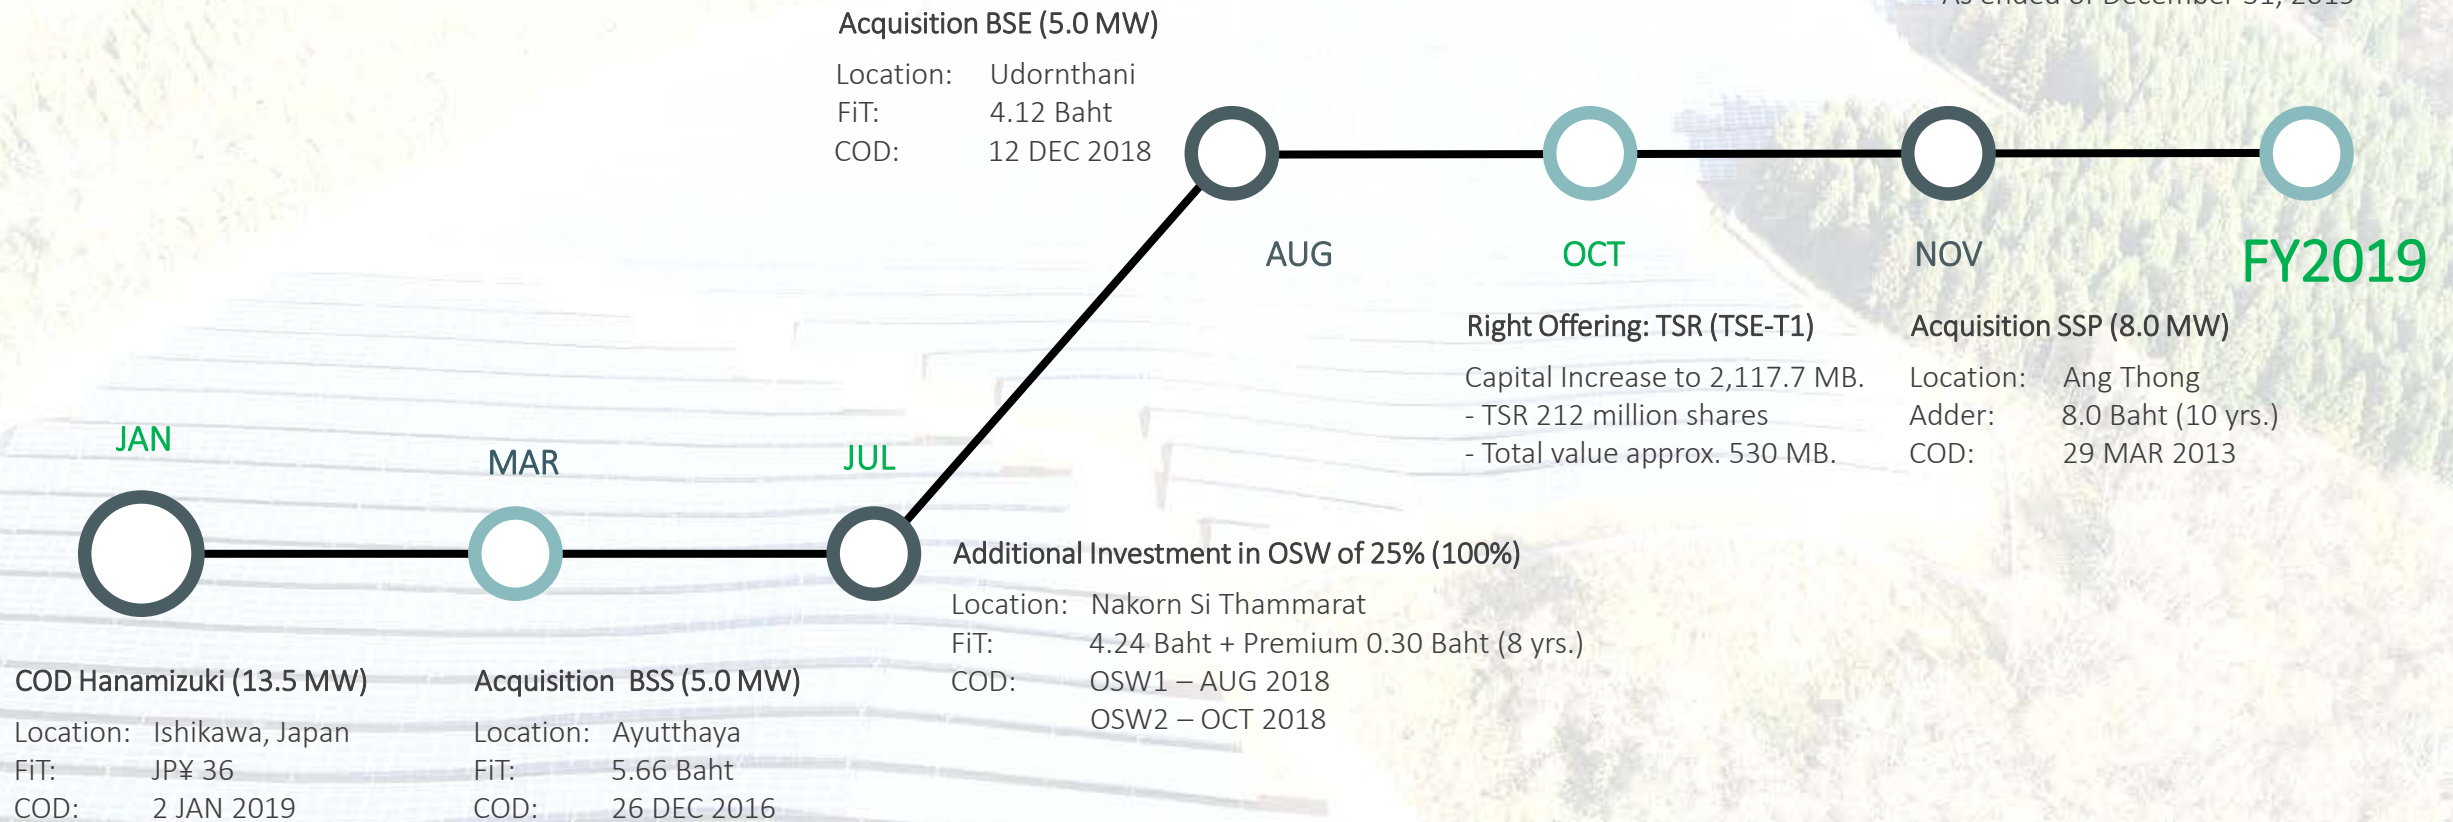 As ended of December 31, 2019
Acquisition BSE (5.0 MW)
Location: Udornthani
FiT: 4.12 Baht
COD: 12 DEC 2018
AUG
OCT
NOV
FY2019
Right Offering: TSR (TSE-T1)
Capital Increase to 2,117.7 MB.
- TSR 212 million shares
- Total value approx. 530 MB.
Acquisition SSP (8.0 MW)
Location: Ang Thong
Adder: 8.0 Baht (10 yrs.)
COD: 29 MAR 2013
JAN
MAR
JUL
Additional Investment in OSW of 25% (100%)
Location: Nakorn Si Thammarat
FiT: 4.24 Baht + Premium 0.30 Baht (8 yrs.)
COD: OSW1 – AUG 2018
OSW2 – OCT 2018
COD Hanamizuki (13.5 MW)
Location: Ishikawa, Japan
FiT: JP¥ 36
COD: 2 JAN 2019
Acquisition BSS (5.0 MW)
Location: Ayutthaya
FiT: 5.66 Baht
COD: 26 DEC 2016